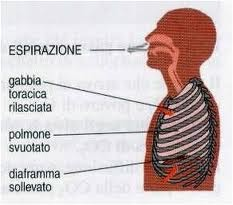 ESPIRAZIONE
gabbia
toracica
rilasciata
polmone
svuotato
diaframma
sollevato